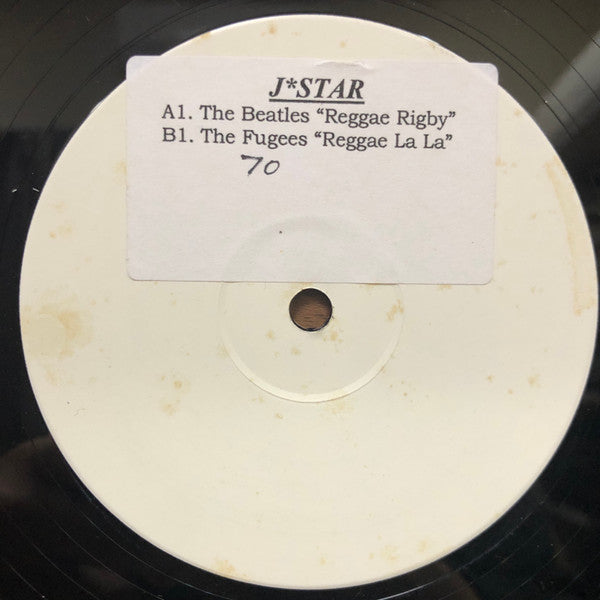 J*STAR
A1. The Beatles “Reggae Rigby”
B1. The Fugees “Reggae La La”
70